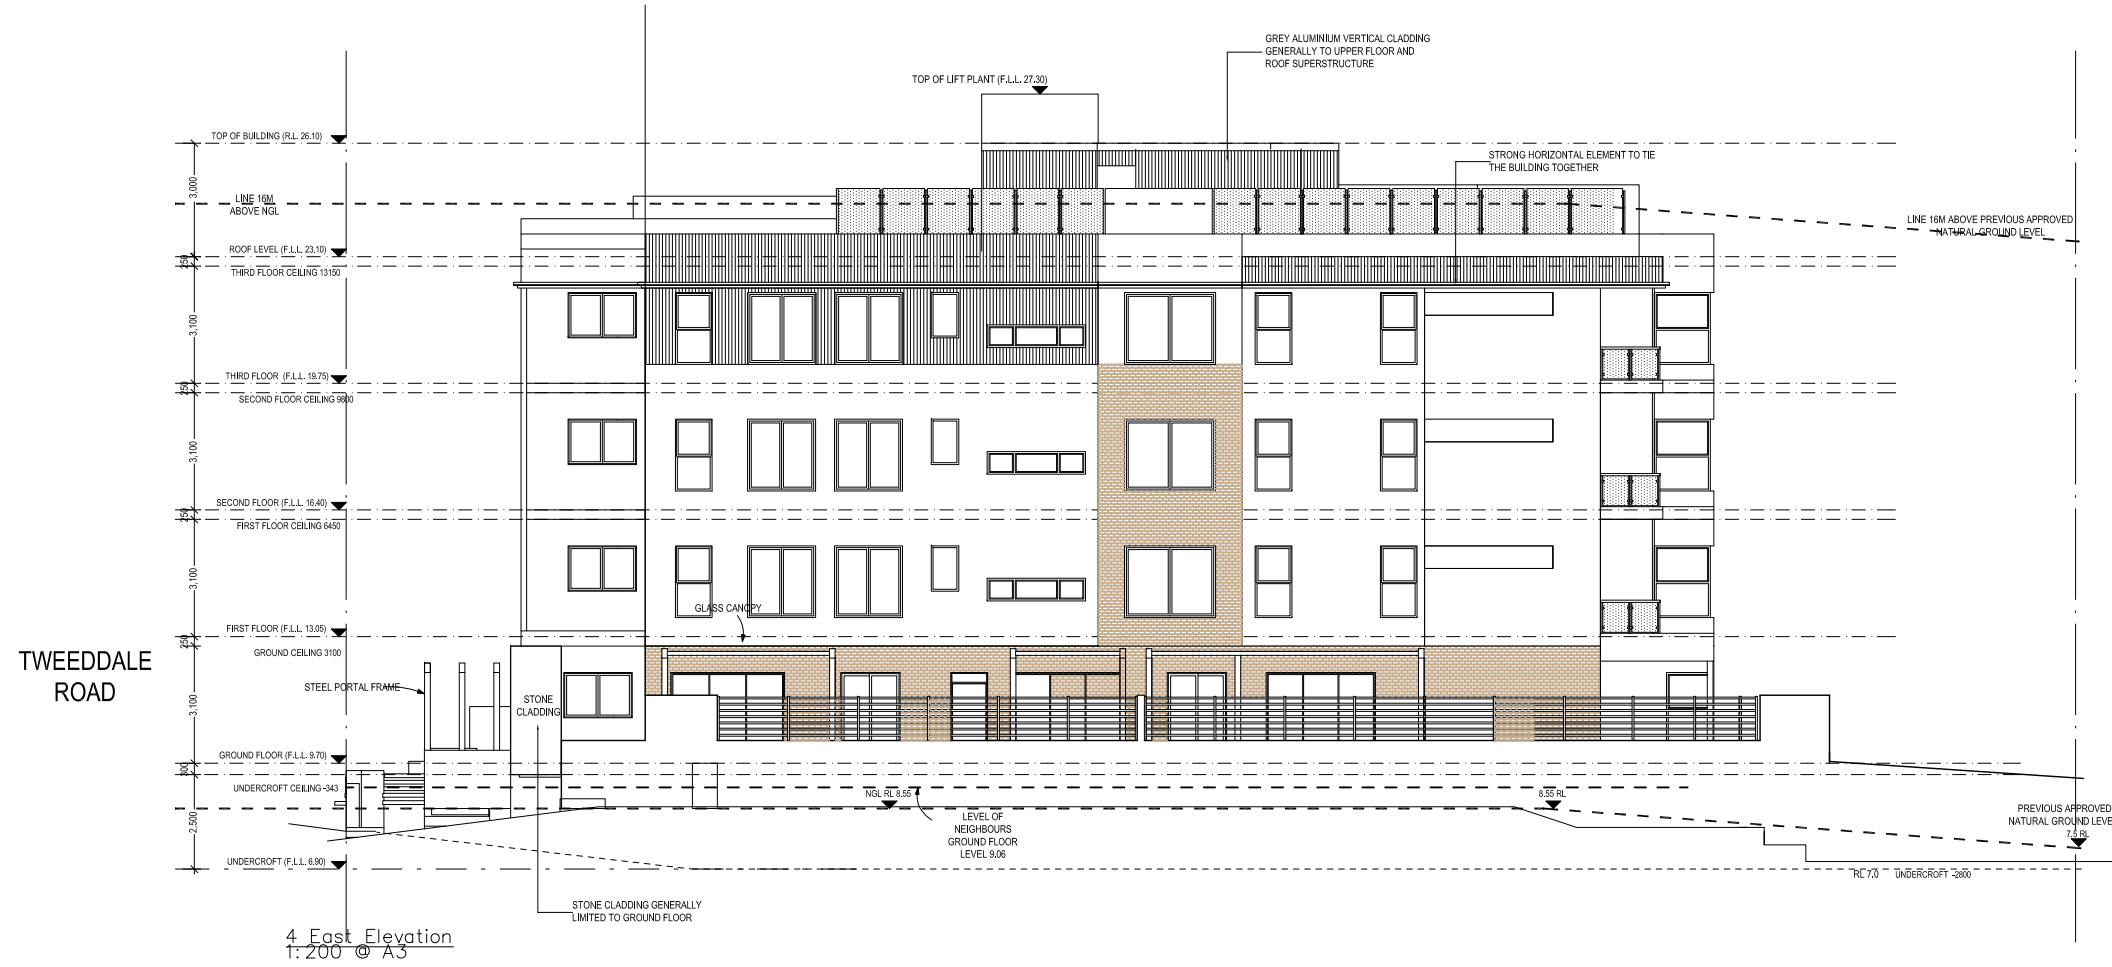 GREY ALUMINIUM VERTICAL CLADDING
GENERALLY TO UPPER FLOOR AND
ROOF SUPERSTRUCTURE
TOP OF LIFT PLANT (F.L.L. 27.30)
TOP OF BUILDING (R.L. 26.10)
STRONG HORIZONTAL ELEMENT TO TIE
THE BUILDING TOGETHER
3,000
LINE 16M
ABOVE NGL
LINE 16M ABOVE PREVIOUS APPROVED
NATURAL GROUND LEVEL
ROOF LEVEL (F.L.L. 23.10)
250
THIRD FLOOR CEILING 13150
3,100
THIRD FLOOR (F.L.L. 19.75)
250
SECOND FLOOR CEILING 9800
3,100
SECOND FLOOR (F.L.L. 16.40)
250
FIRST FLOOR CEILING 6450
3,100
GLASS CANOPY
FIRST FLOOR (F.L.L. 13.05)
250
GROUND CEILING 3100
TWEEDDALE
ROAD
STEEL PORTAL FRAME
STONE
CLADDING
3,100
GROUND FLOOR (F.L.L. 9.70)
300
UNDERCROFT CEILING -343
NGL RL 8.55
8.55 RL
2,500
LEVEL OF
NEIGHBOURS
GROUND FLOOR
LEVEL 9.06
PREVIOUS APPROVED
NATURAL GROUND LEVE
7.5 RL
UNDERCROFT (F.L.L. 6.90)
RL 7.0 UNDERCROFT -2800
STONE CLADDING GENERALLY
LIMITED TO GROUND FLOOR
4 East Elevation
1:200 @ A3